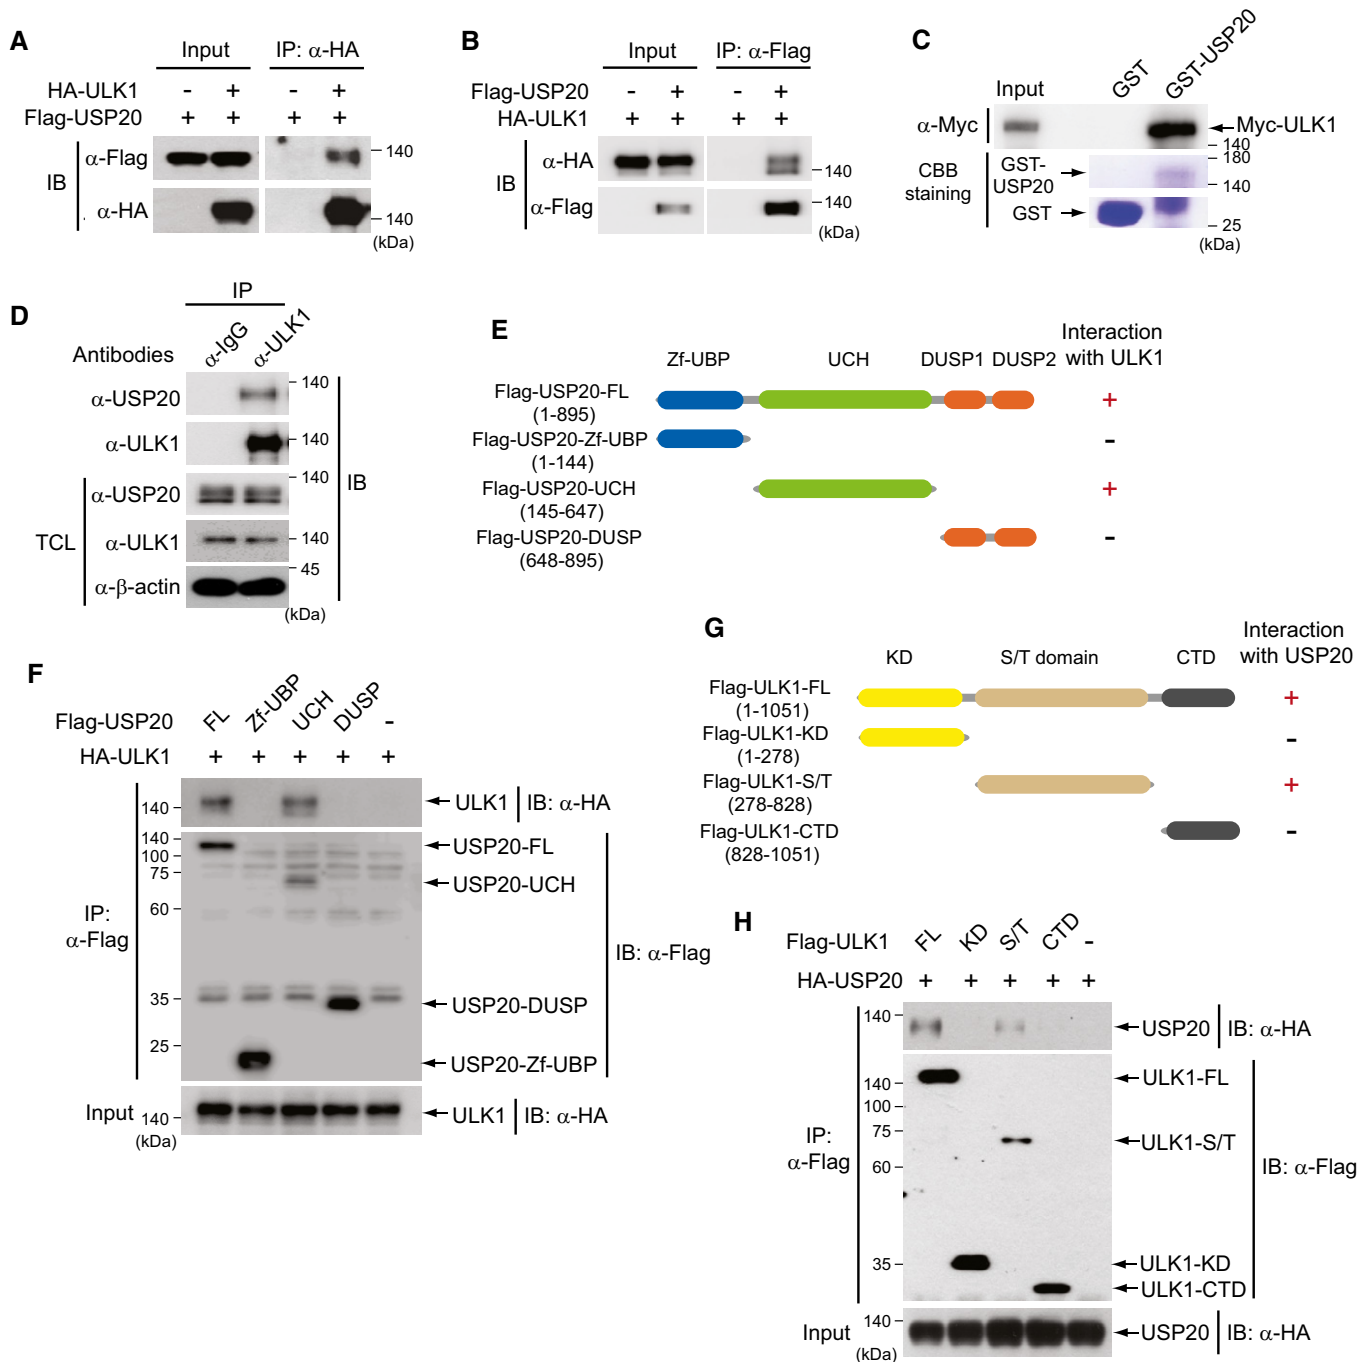 A
Input IP: α-HA
HA-ULK1 - + - +
Flag-USP20 + + + +
IB
α-Flag 140
α-HA 140
(kDa)
B
Input IP: α-Flag
Flag-USP20 - + - +
HA-ULK1 + + + +
IB
α-HA 140
α-Flag 140
(kDa)
C
Input GST GST-USP20
α-Myc Myc-ULK1
140
CBB staining
GST-USP20 180
140
GST 25
(kDa)
D
IP
Antibodies α-IgG α-ULK1
α-USP20 140
α-ULK1 140
IB
TCL
α-USP20 140
α-ULK1 140
α-β-actin 45
(kDa)
E
Zf-UBP UCH DUSP1 DUSP2 Interaction with ULK1
Flag-USP20-FL +
(1-895)
Flag-USP20-Zf-UBP -
(1-144)
Flag-USP20-UCH +
(145-647)
Flag-USP20-DUSP -
(648-895)
F
Flag-USP20 FL Zf-UBP UCH DUSP -
HA-ULK1 + + + + +
IP: α-Flag
140 ULK1 IB: α-HA
140 USP20-FL
100
75 USP20-UCH
60
IB: α-Flag
35 USP20-DUSP
25 USP20-Zf-UBP
Input 140 ULK1 IB: α-HA
(kDa)
G
KD S/T domain CTD Interaction with USP20
Flag-ULK1-FL +
(1-1051)
Flag-ULK1-KD -
(1-278)
Flag-ULK1-S/T +
(278-828)
Flag-ULK1-CTD -
(828-1051)
H
Flag-ULK1 FL KD S/T CTD -
HA-USP20 + + + + +
IP: α-Flag
140 USP20 IB: α-HA
140 ULK1-FL
100
75 ULK1-S/T
60
IB: α-Flag
35 ULK1-KD
ULK1-CTD
Input 140 USP20 IB: α-HA
(kDa)